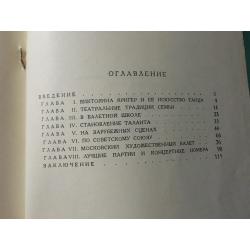 ОГЛАВЛЕНИЕ
ВВЕДЕНИЕ 3
ГЛАВА I. ВИКТОРИНА КРИГЕР И ЕЕ ИСКУССТВО ТАНЦА
ГЛАВА II. ТЕАТРАЛЬНЫЕ ТРАДИЦИИ СЕМЬИ
ГЛАВА III. В БАЛЕТНОЙ ШКОЛЕ
ГЛАВА IV. СТАНОВЛЕНИЕ ТАЛАНТА
ГЛАВА V. НА ЗАРУБЕЖНЫХ СЦЕНАХ
ГЛАВА VI. ПО СОВЕТСКОМУ СОЮЗУ
ГЛАВА VII. МОСКОВСКИЙ ХУДОЖЕСТВЕННЫЙ БАЛЕТ
ГЛАВА VIII. ЛУЧШИЕ ПАРТИИ И КОНЦЕРТНЫЕ НОМЕРА
ЗАКЛЮЧЕНИЕ